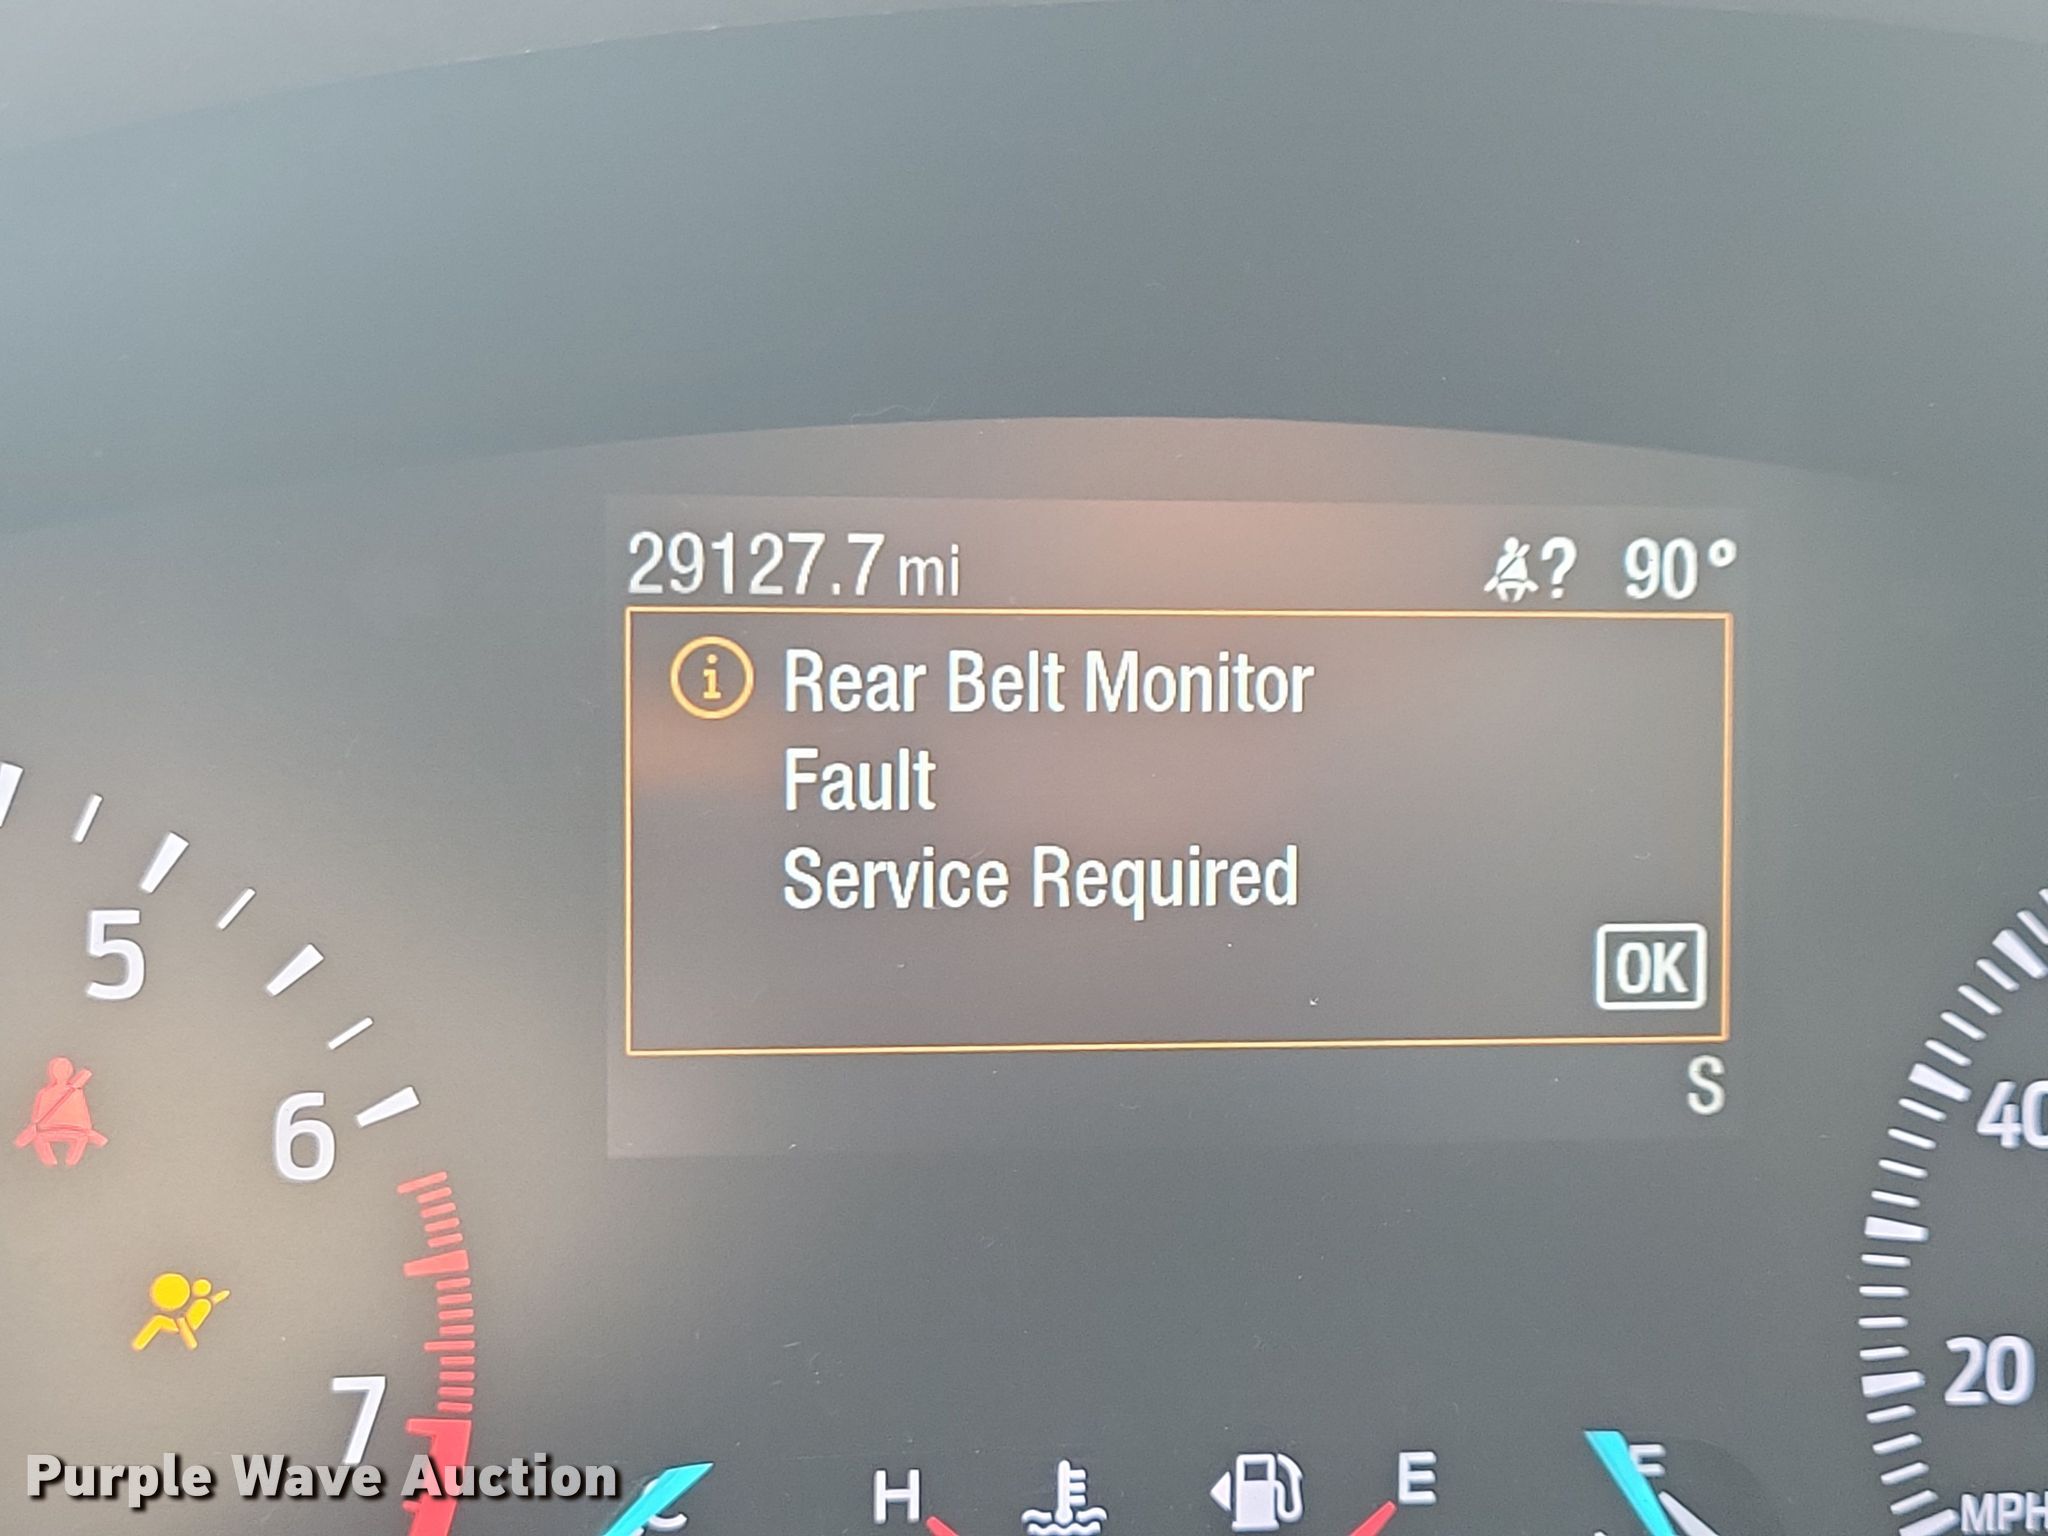 29127.7 mi ? 90°
i Rear Belt Monitor
Fault
Service Required
OK
S
5
6
7
40
20
MPH
C H E F
Purple Wave Auction